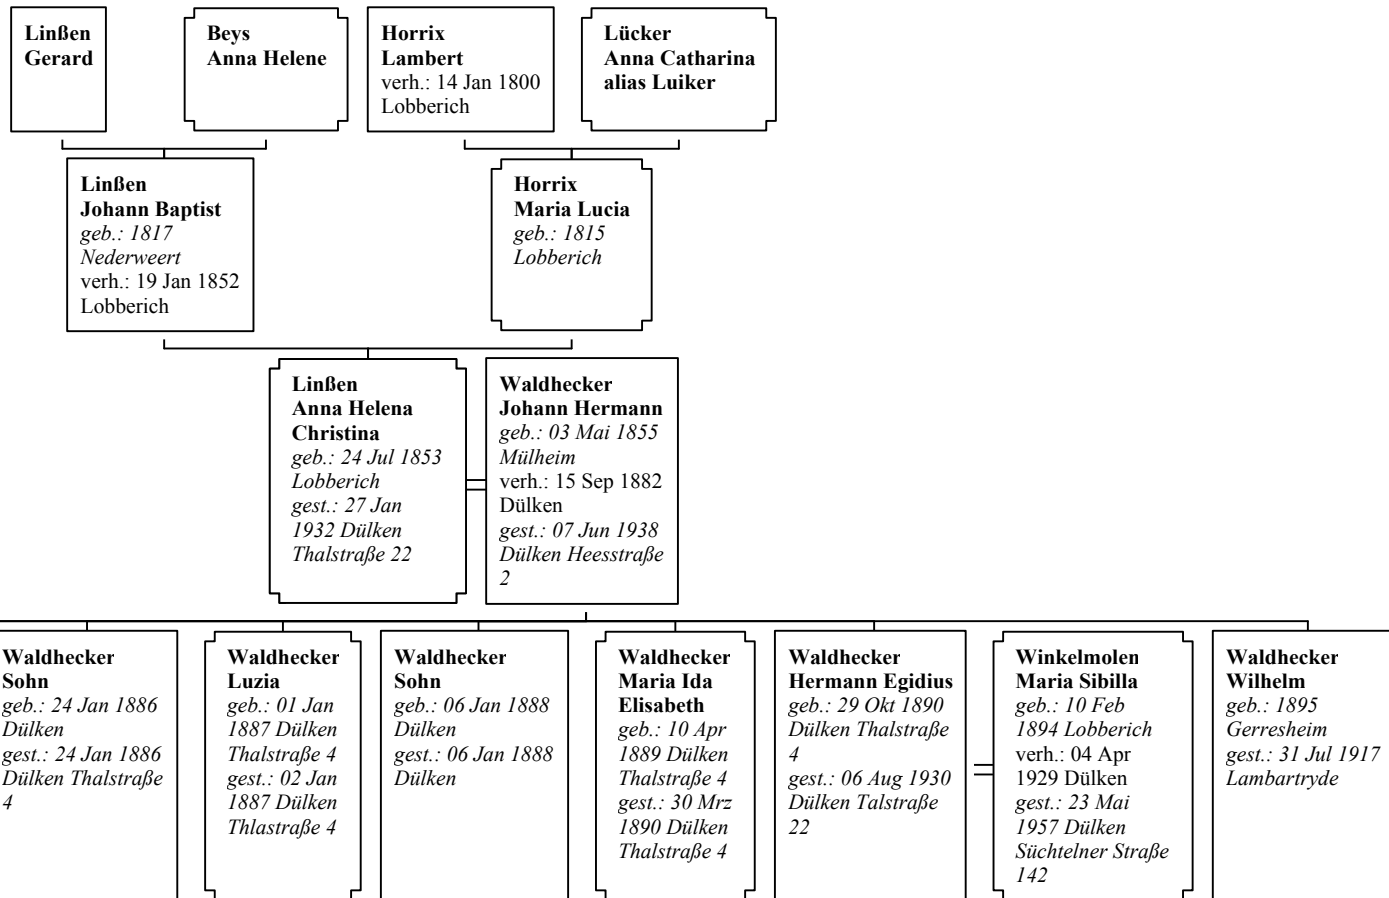 Linßen
Gerard
Beys
Anna Helene
Horrix
Lambert
verh.: 14 Jan 1800
Lobberich
Lücker
Anna Catharina
alias Luiker
Linßen
Johann Baptist
geb.: 1817
Nederweert
verh.: 19 Jan 1852
Lobberich
Horrix
Maria Lucia
geb.: 1815
Lobberich
Linßen
Anna Helena
Christina
geb.: 24 Jul 1853
Lobberich
gest.: 27 Jan
1932 Dülken
Thalstraße 22
Waldhecker
Johann Hermann
geb.: 03 Mai 1855
Mülheim
verh.: 15 Sep 1882
Dülken
gest.: 07 Jun 1938
Dülken Heesstraße
2
Waldhecker
Sohn
geb.: 24 Jan 1886
Dülken
gest.: 24 Jan 1886
Dülken Thalstraße
4
Waldhecker
Luzia
geb.: 01 Jan
1887 Dülken
Thalstraße 4
gest.: 02 Jan
1887 Dülken
Thlastraße 4
Waldhecker
Sohn
geb.: 06 Jan 1888
Dülken
gest.: 06 Jan 1888
Dülken
Waldhecker
Maria Ida
Elisabeth
geb.: 10 Apr
1889 Dülken
Thalstraße 4
gest.: 30 Mrz
1890 Dülken
Thalstraße 4
Waldhecker
Hermann Egidius
geb.: 29 Okt 1890
Dülken Thalstraße
4
gest.: 06 Aug 1930
Dülken Talstraße
22
Winkelmolen
Maria Sibilla
geb.: 10 Feb
1894 Lobberich
verh.: 04 Apr
1929 Dülken
gest.: 23 Mai
1957 Dülken
Süchtelner Straße
142
Waldhecker
Wilhelm
geb.: 1895
Gerresheim
gest.: 31 Jul 1917
Lambartryde